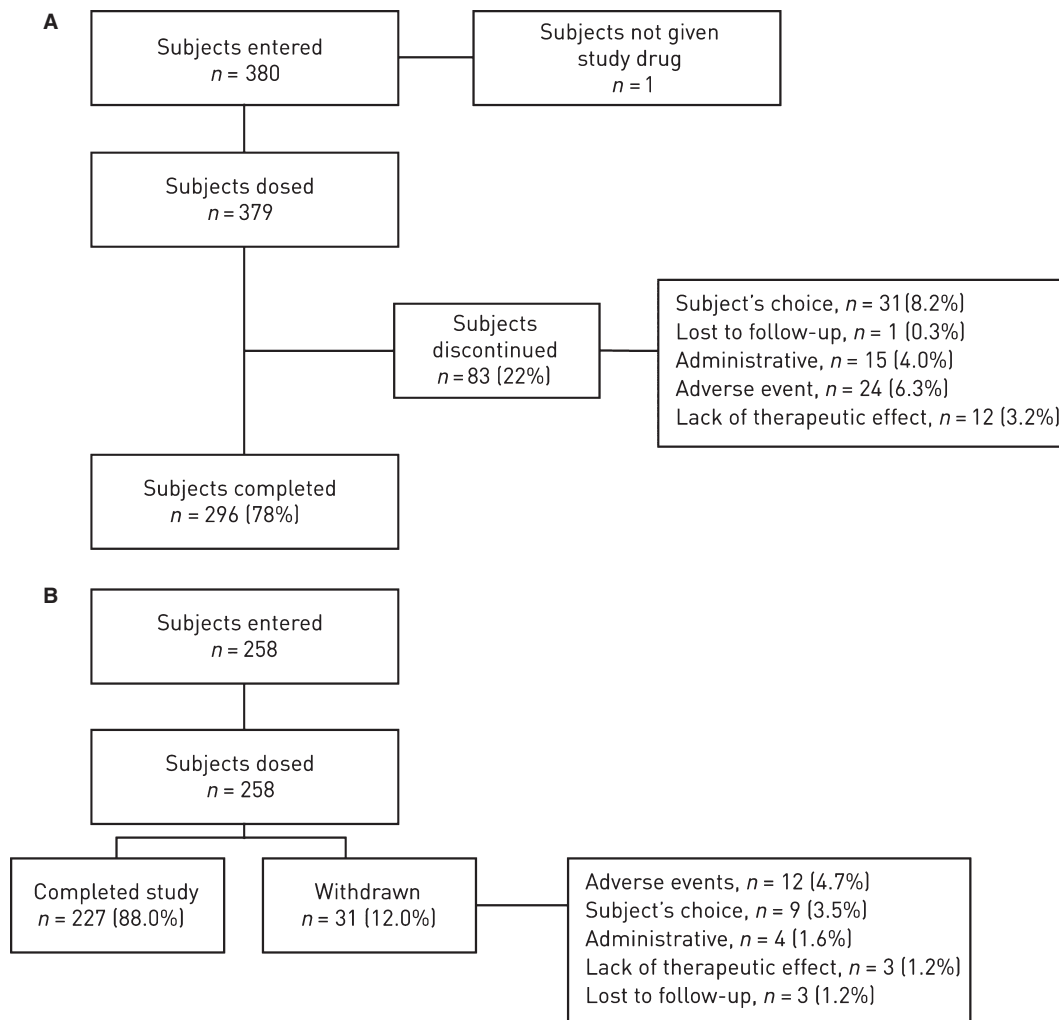 A
Subjects entered
n = 380
Subjects not given
study drug
n = 1
Subjects dosed
n = 379
Subjects
discontinued
n = 83 (22%)
Subject's choice, n = 31 (8.2%)
Lost to follow-up, n = 1 (0.3%)
Administrative, n = 15 (4.0%)
Adverse event, n = 24 (6.3%)
Lack of therapeutic effect, n = 12 (3.2%)
Subjects completed
n = 296 (78%)
B
Subjects entered
n = 258
Subjects dosed
n = 258
Completed study
n = 227 (88.0%)
Withdrawn
n = 31 (12.0%)
Adverse events, n = 12 (4.7%)
Subject's choice, n = 9 (3.5%)
Administrative, n = 4 (1.6%)
Lack of therapeutic effect, n = 3 (1.2%)
Lost to follow-up, n = 3 (1.2%)